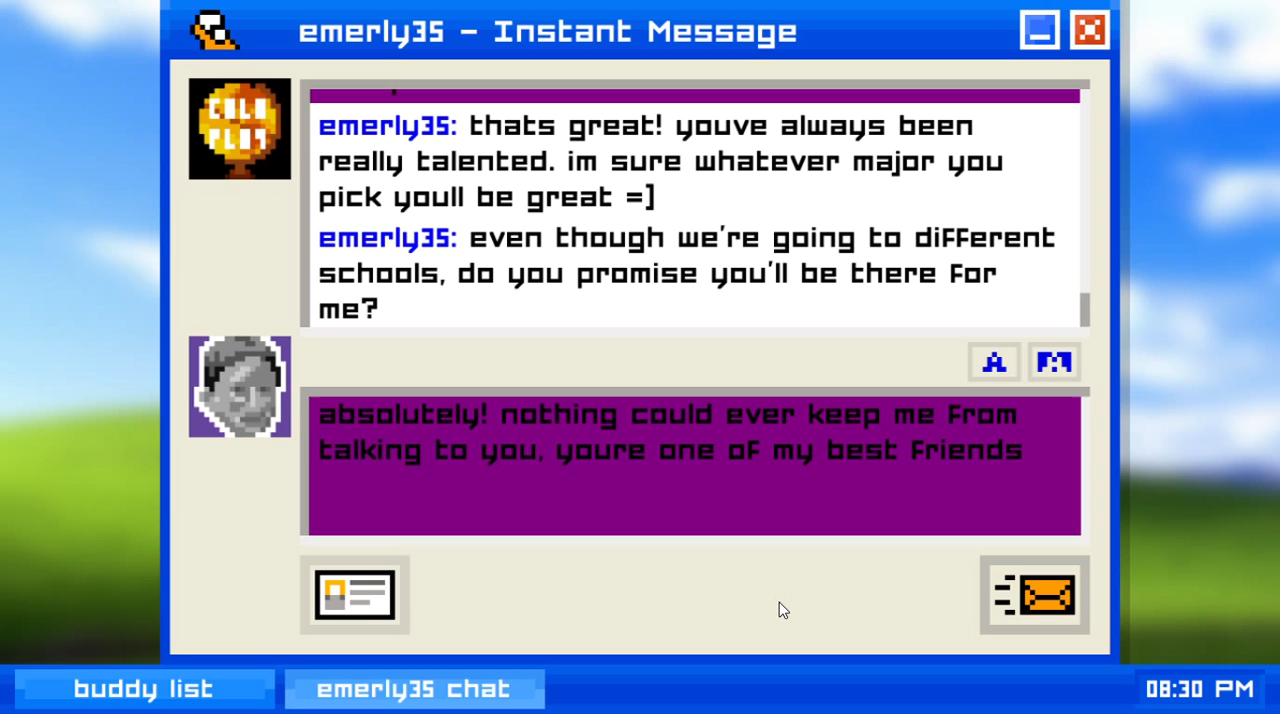 emerly35 - Instant Message
COLD
PLAY
emerly35: thats great! youve always been
really talented. im sure whatever major you
pick youll be great =]
emerly35: even though we're going to different
schools, do you promise you'll be there for
me?
A
absolutely! nothing could ever keep me from
talking to you, youre one of my best friends
buddy list
emerly35 chat
08:30 PM